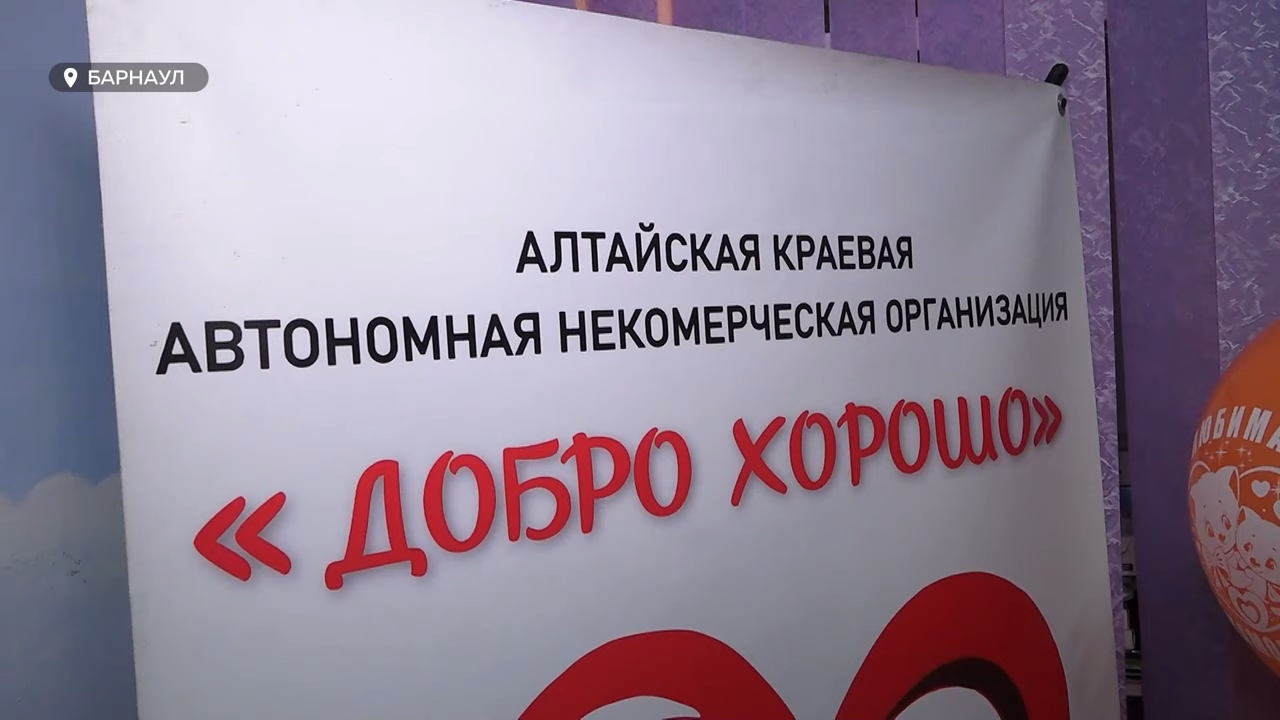 БАРНАУЛ
АЛТАЙСКАЯ КРАЕВАЯ
АВТОНОМНАЯ НЕКОМЕРЧЕСКАЯ ОРГАНИЗАЦИЯ
«ДОБРО ХОРОШО»